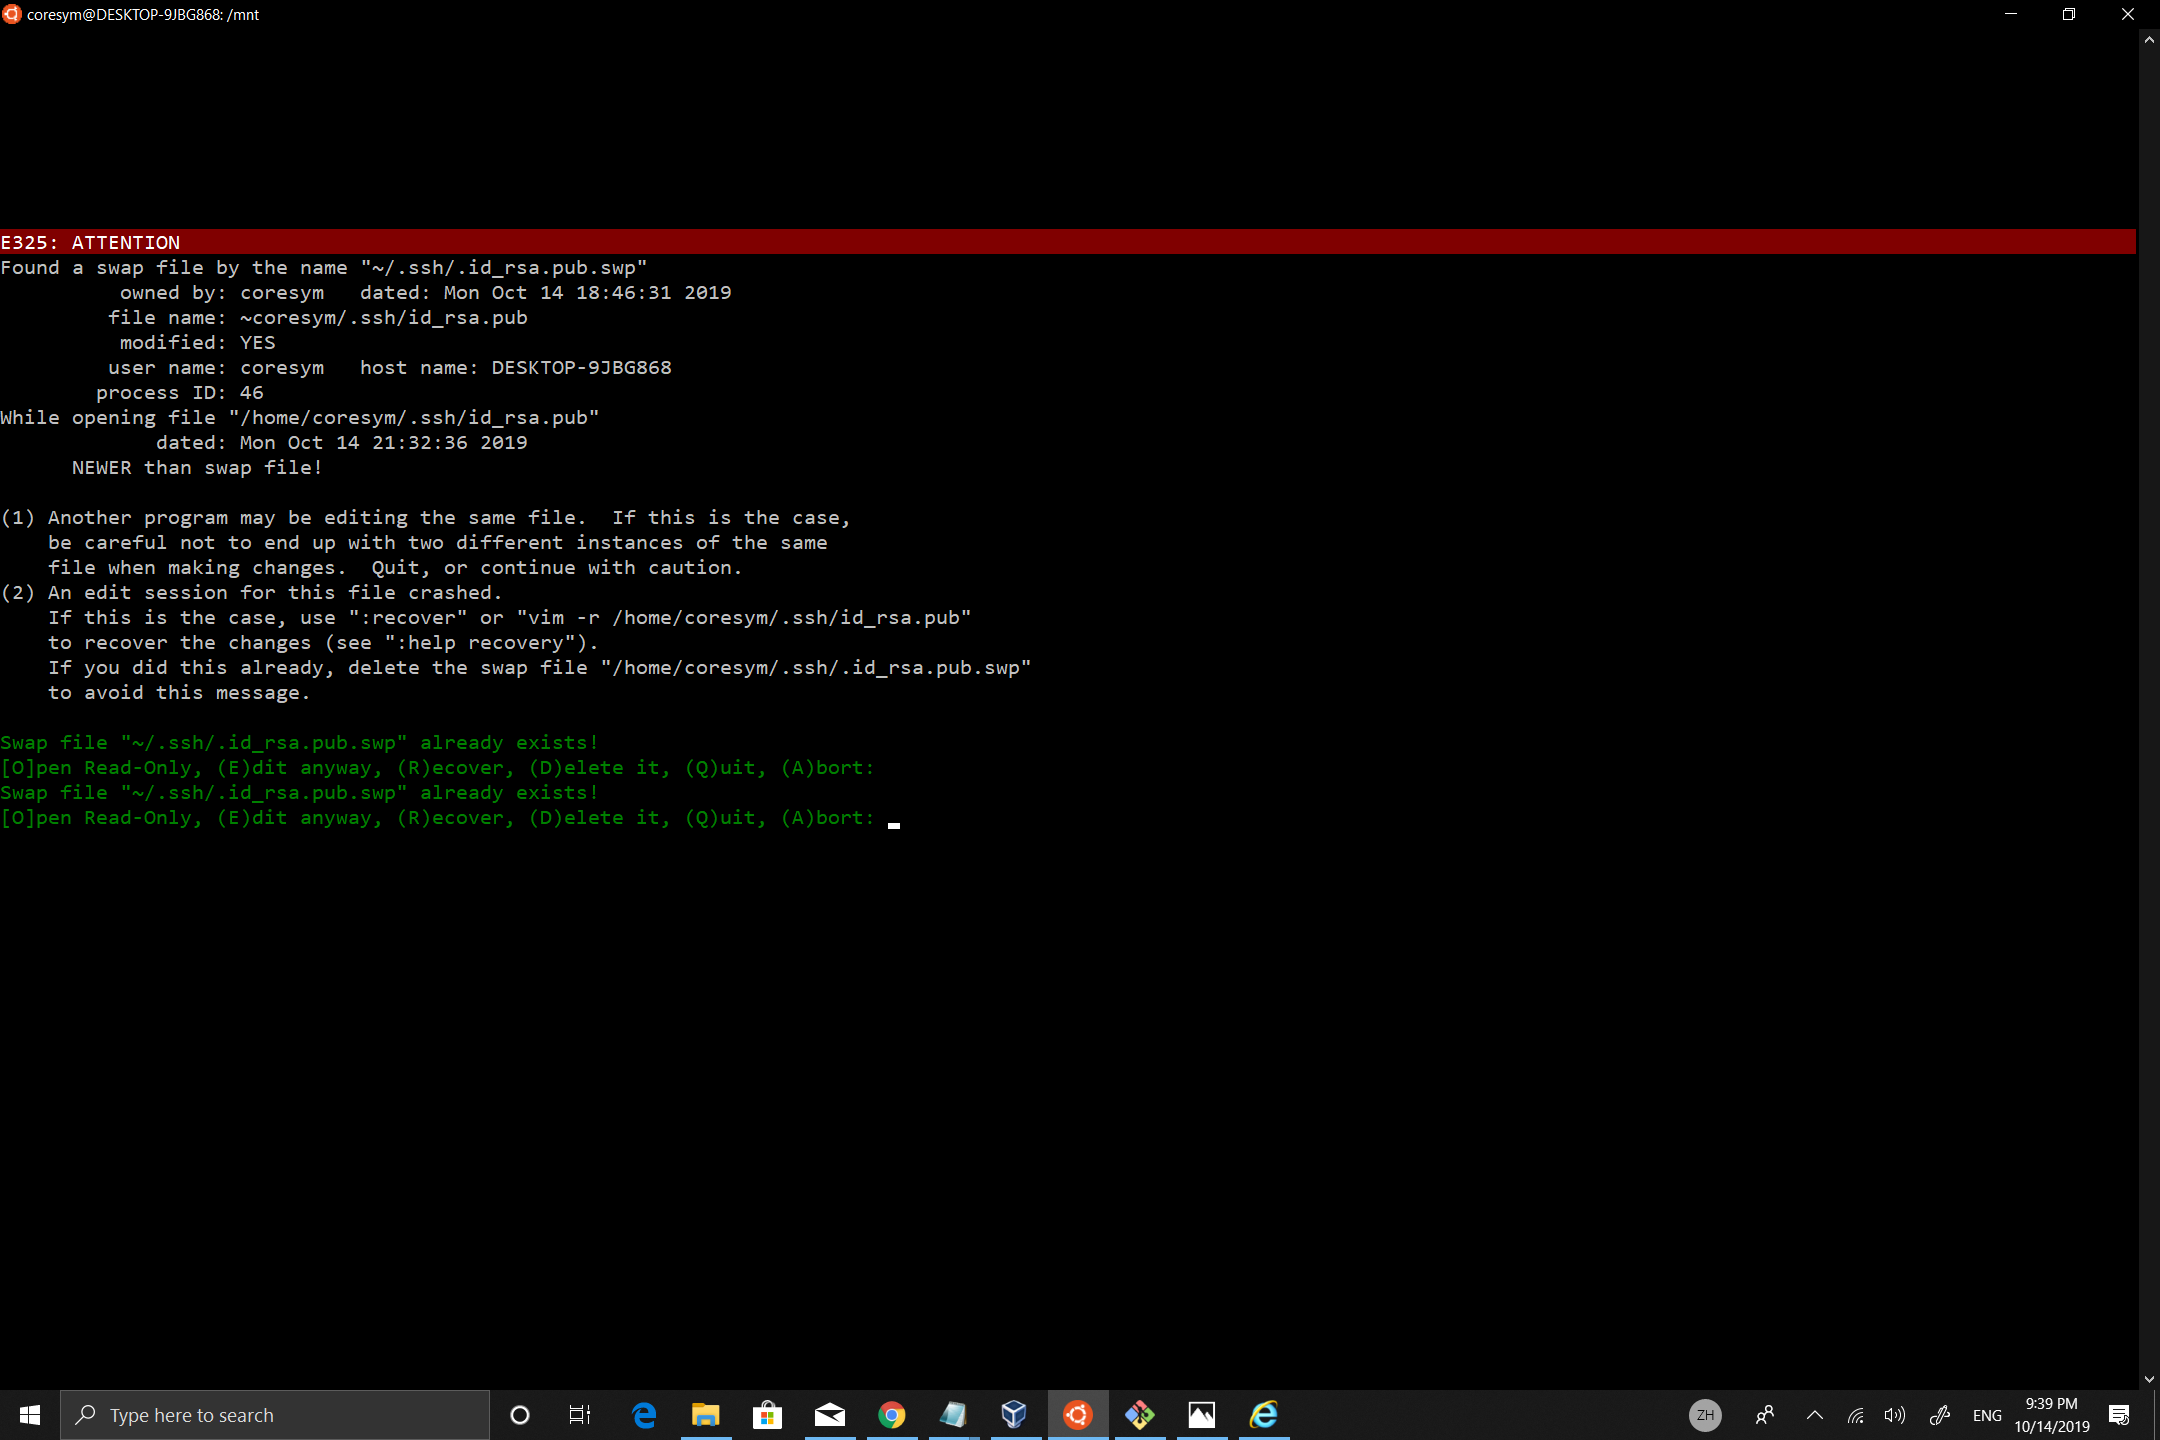 coresym@DESKTOP-9JBG868: /mnt
E325: ATTENTION
Found a swap file by the name "~/.ssh/.id_rsa.pub.swp"
          owned by: coresym   dated: Mon Oct 14 18:46:31 2019
         file name: ~coresym/.ssh/id_rsa.pub
          modified: YES
         user name: coresym   host name: DESKTOP-9JBG868
        process ID: 46
While opening file "/home/coresym/.ssh/id_rsa.pub"
             dated: Mon Oct 14 21:32:36 2019
      NEWER than swap file!
(1) Another program may be editing the same file.  If this is the case,
    be careful not to end up with two different instances of the same
    file when making changes.  Quit, or continue with caution.
(2) An edit session for this file crashed.
    If this is the case, use ":recover" or "vim -r /home/coresym/.ssh/id_rsa.pub"
    to recover the changes (see ":help recovery").
    If you did this already, delete the swap file "/home/coresym/.ssh/.id_rsa.pub.swp"
    to avoid this message.
Swap file "~/.ssh/.id_rsa.pub.swp" already exists!
[O]pen Read-Only, (E)dit anyway, (R)ecover, (D)elete it, (Q)uit, (A)bort:
Swap file "~/.ssh/.id_rsa.pub.swp" already exists!
[O]pen Read-Only, (E)dit anyway, (R)ecover, (D)elete it, (Q)uit, (A)bort:
Type here to search
ZH
ENG
9:39 PM
10/14/2019